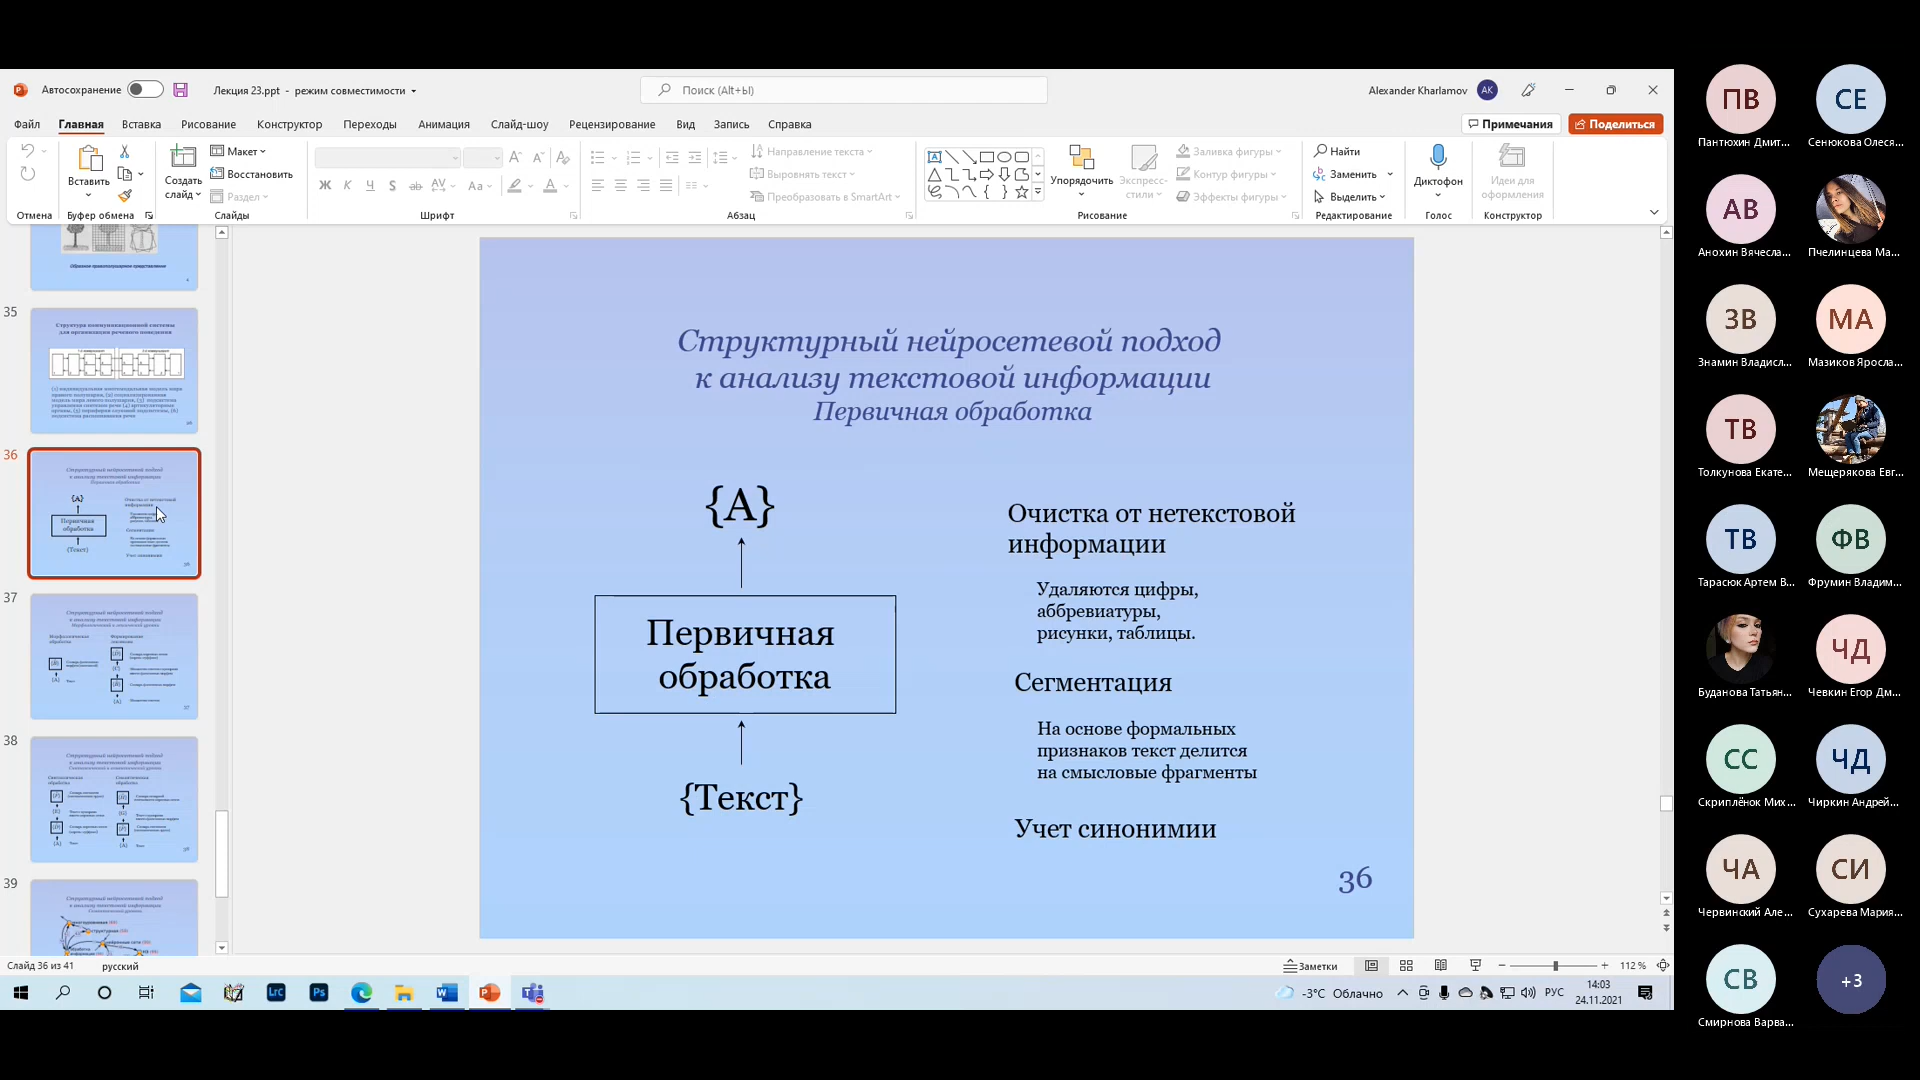 Автосохранение
Лекция 23.ppt - режим совместимости
Поиск (Alt+Ы)
Alexander Kharlamov
АК
Файл Главная Вставка Рисование Конструктор Переходы Анимация Слайд-шоу Рецензирование Вид Запись Справка
Примечания
Поделиться
Вставить
Создать слайд
Макет
Восстановить
Раздел
Направление текста
Выровнять текст
Преобразовать в SmartArt
Упорядочить
Экспресс-стили
Заливка фигуры
Контур фигуры
Эффекты фигуры
Найти
Заменить
Выделить
Диктофон
Идеи для оформления
Отмена
Буфер обмена
Слайды
Шрифт
Абзац
Рисование
Редактирование
Голос
Конструктор
35
Структура коммуникационной системы
для организации речевого поведения
36
37
38
39
Структурный нейросетевой подход
к анализу текстовой информации
Первичная обработка
{А}
Первичная
обработка
{Текст}
Очистка от нетекстовой
информации
Удаляются цифры,
аббревиатуры,
рисунки, таблицы.
Сегментация
На основе формальных
признаков текст делится
на смысловые фрагменты
Учет синонимии
36
Слайд 36 из 41
русский
Заметки
112 %
-3°C Облачно
РУС
14:03
24.11.2021
ПВ
Пантюхин Дмит...
СЕ
Сенюкова Олеся...
АВ
Анохин Вячесла...
Пчелинцева Ма...
ЗВ
Знамин Владисл...
МА
Мазиков Яросла...
ТВ
Толкунова Екате...
Мещерякова Евг...
ТВ
Тарасюк Артем В...
ФВ
Фрумин Владим...
Буданова Татьян...
ЧД
Чевкин Егор Дм...
СС
Скриплёнок Мих...
ЧД
Чиркин Андрей...
ЧА
Червинский Але...
СИ
Сухарева Мария...
СВ
Смирнова Варва...
+3